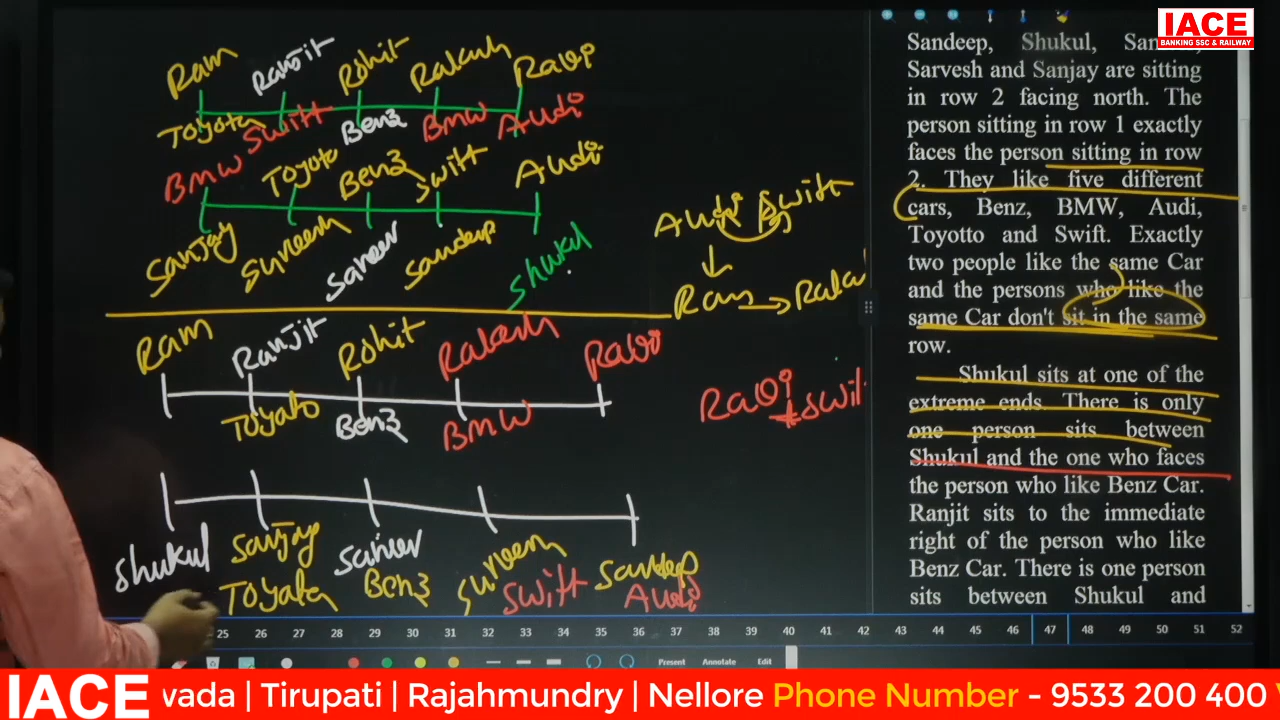 IACE
BANKING SSC & RAILWAY
Ram Ranjit Rohit Rakesh Ravi
Toyota Swift Benz BMW Audi
BMW Toyota Benz Swift Audi
Sanjay Surveem Saneev Sandeep Shukul
Audi Swift
Ram
Ram Ranjit Rohit Rakesh Ravi
Toyato Benz BMW
Ravi ≠ Swif
Shukul Sanjay Saneev Surveem Sandeep
Toyata Benz Swift Audi
Sandeep, Shukul,
Sarvesh and Sanjay are sitting
in row 2 facing north. The
person sitting in row 1 exactly
faces the person sitting in row
2. They like five different
cars, Benz, BMW, Audi,
Toyotto and Swift. Exactly
two people like the same Car
and the persons who like the
same Car don't sit in the same
row.
Shukul sits at one of the
extreme ends. There is only
one person sits between
Shukul and the one who faces
the person who like Benz Car.
Ranjit sits to the immediate
right of the person who like
Benz Car. There is one person
sits between Shukul and
25 26 27 28 29 30 31 32 33 34 35 36 37 38 39 40 41 42 43 44 45 46 47 48 49 50 51 52
Present Annotate Edit
IACE vada | Tirupati | Rajahmundry | Nellore Phone Number - 9533 200 400